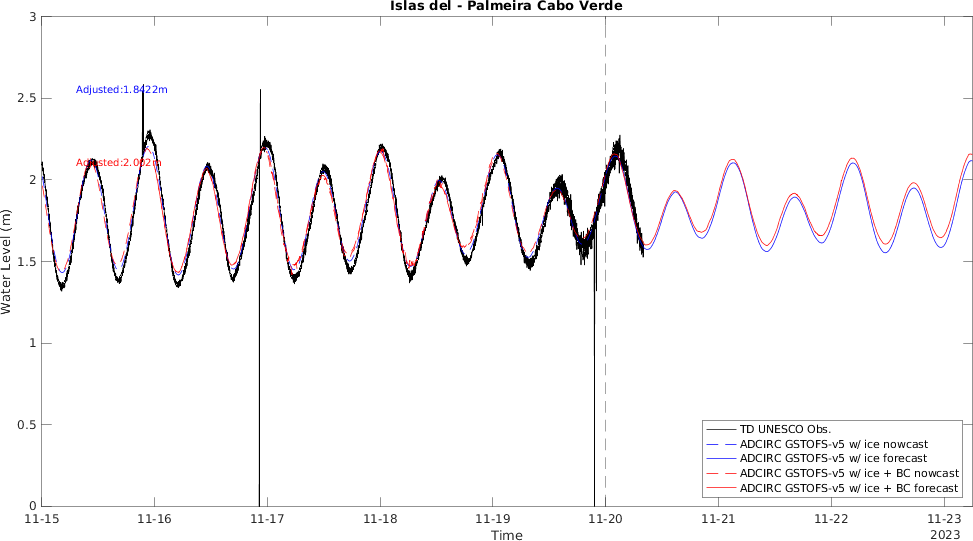 Islas del - Palmeira Cabo Verde
3
2.5
2
1.5
1
0.5
0
Water Level (m)
Adjusted:1.8422m
Adjusted:2.002m
TD UNESCO Obs.
ADCIRC GSTOFS-v5 w/ ice nowcast
ADCIRC GSTOFS-v5 w/ ice forecast
ADCIRC GSTOFS-v5 w/ ice + BC nowcast
ADCIRC GSTOFS-v5 w/ ice + BC forecast
11-15 11-16 11-17 11-18 11-19 11-20 11-21 11-22 11-23
Time
2023